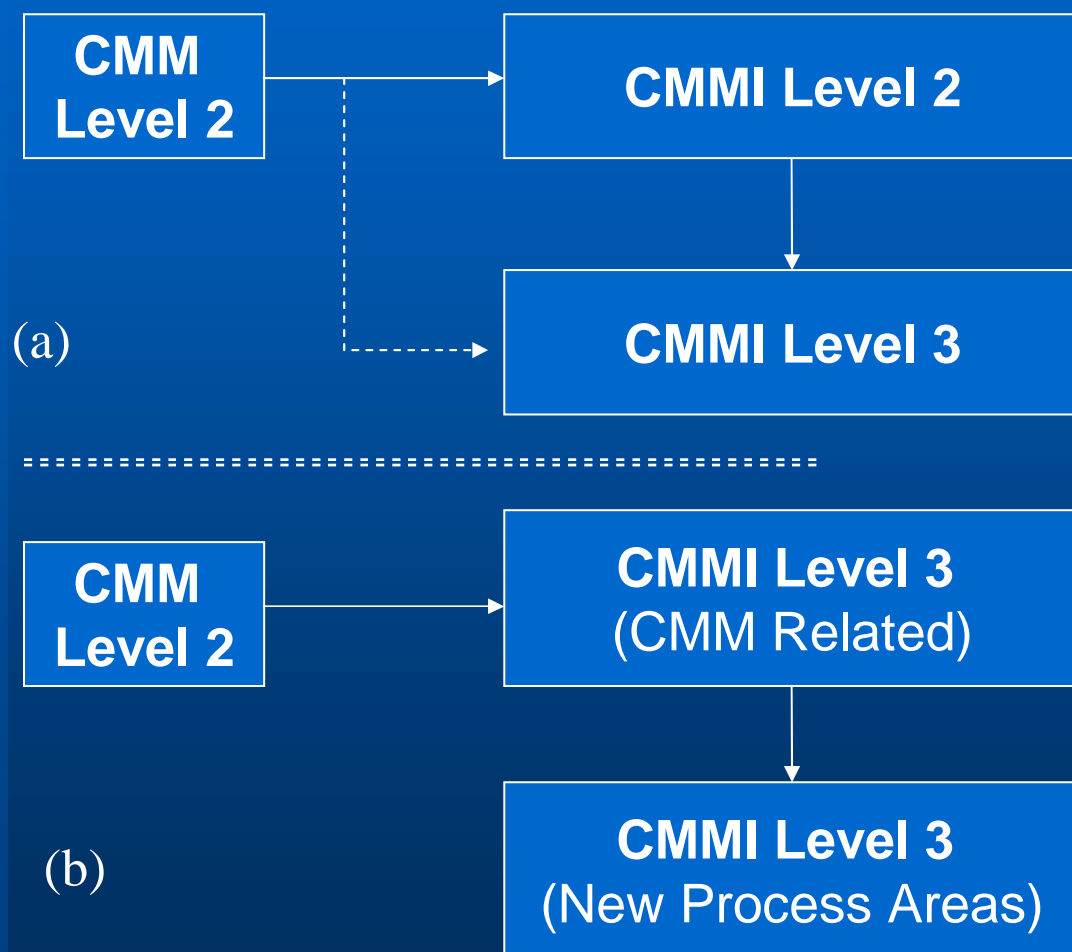 CMM
Level 2
CMMI Level 2
CMMI Level 3
(a)
CMM
Level 2
CMMI Level 3
(CMM Related)
CMMI Level 3
(New Process Areas)
(b)